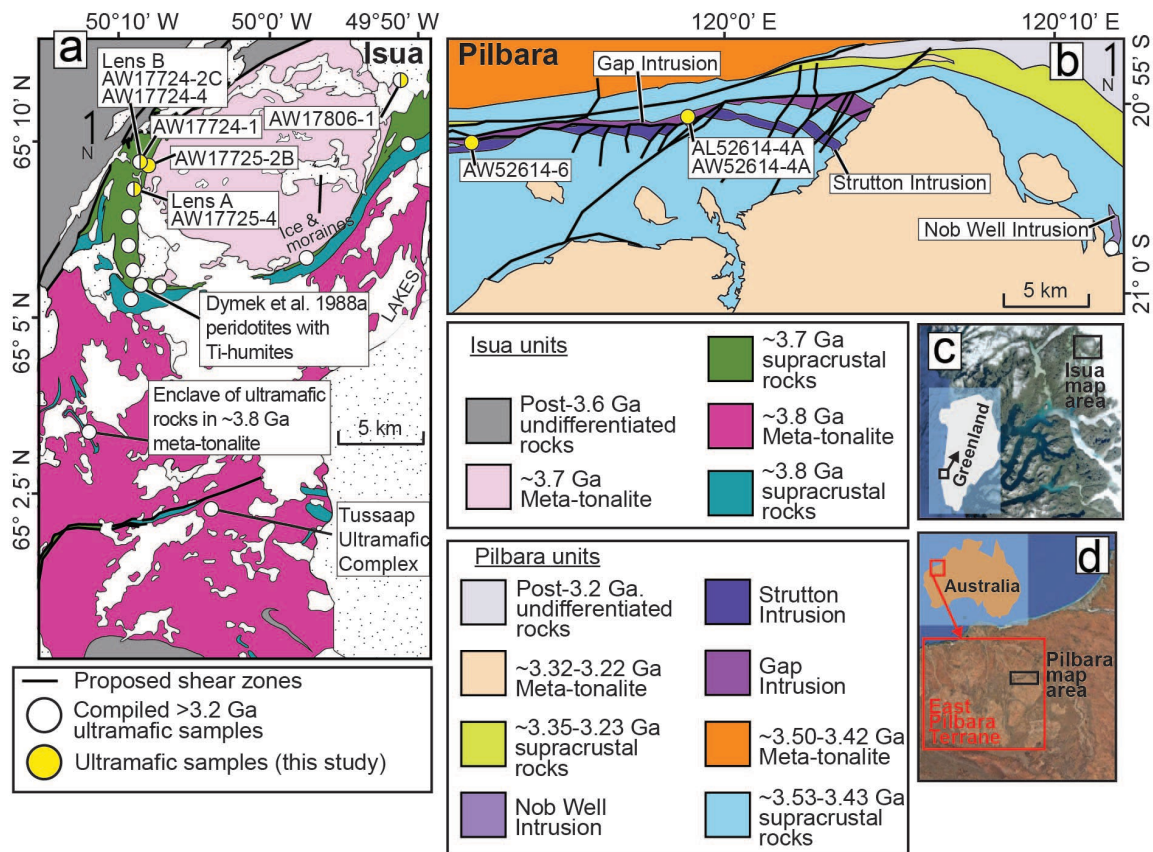 50°10' W
50°0' W
49°50' W
120°0' E
120°10' E
a
Isua
Lens B
AW17724-2C
AW17724-4
AW17724-1
AW17806-1
AW17725-2B
Lens A
AW17725-4
N
Ice &
moraines
LAKES
Dymek et al. 1988a
peridotites with
Ti-humites
Enclave of ultramafic
rocks in ~3.8 Ga
meta-tonalite
5 km
Tussaap
Ultramafic
Complex
65° 10' N
65° 5' N
65° 2.5' N
Proposed shear zones
Compiled >3.2 Ga
ultramafic samples
Ultramafic samples (this study)
Pilbara
b
N
Gap Intrusion
AW52614-6
AL52614-4A
AW52614-4A
Strutton Intrusion
Nob Well Intrusion
5 km
20° 55' S
21° 0' S
Isua units
Post-3.6 Ga
undifferentiated
rocks
~3.7 Ga
Meta-tonalite
~3.7 Ga
supracrustal
rocks
~3.8 Ga
Meta-tonalite
~3.8 Ga
supracrustal
rocks
Pilbara units
Post-3.2 Ga.
undifferentiated
rocks
~3.32-3.22 Ga
Meta-tonalite
~3.35-3.23 Ga
supracrustal
rocks
Nob Well
Intrusion
Strutton
Intrusion
Gap
Intrusion
~3.50-3.42 Ga
Meta-tonalite
~3.53-3.43 Ga
supracrustal
rocks
c
Isua
map
area
Greenland
d
Australia
Pilbara
map
area
East
Pilbara
Terrane